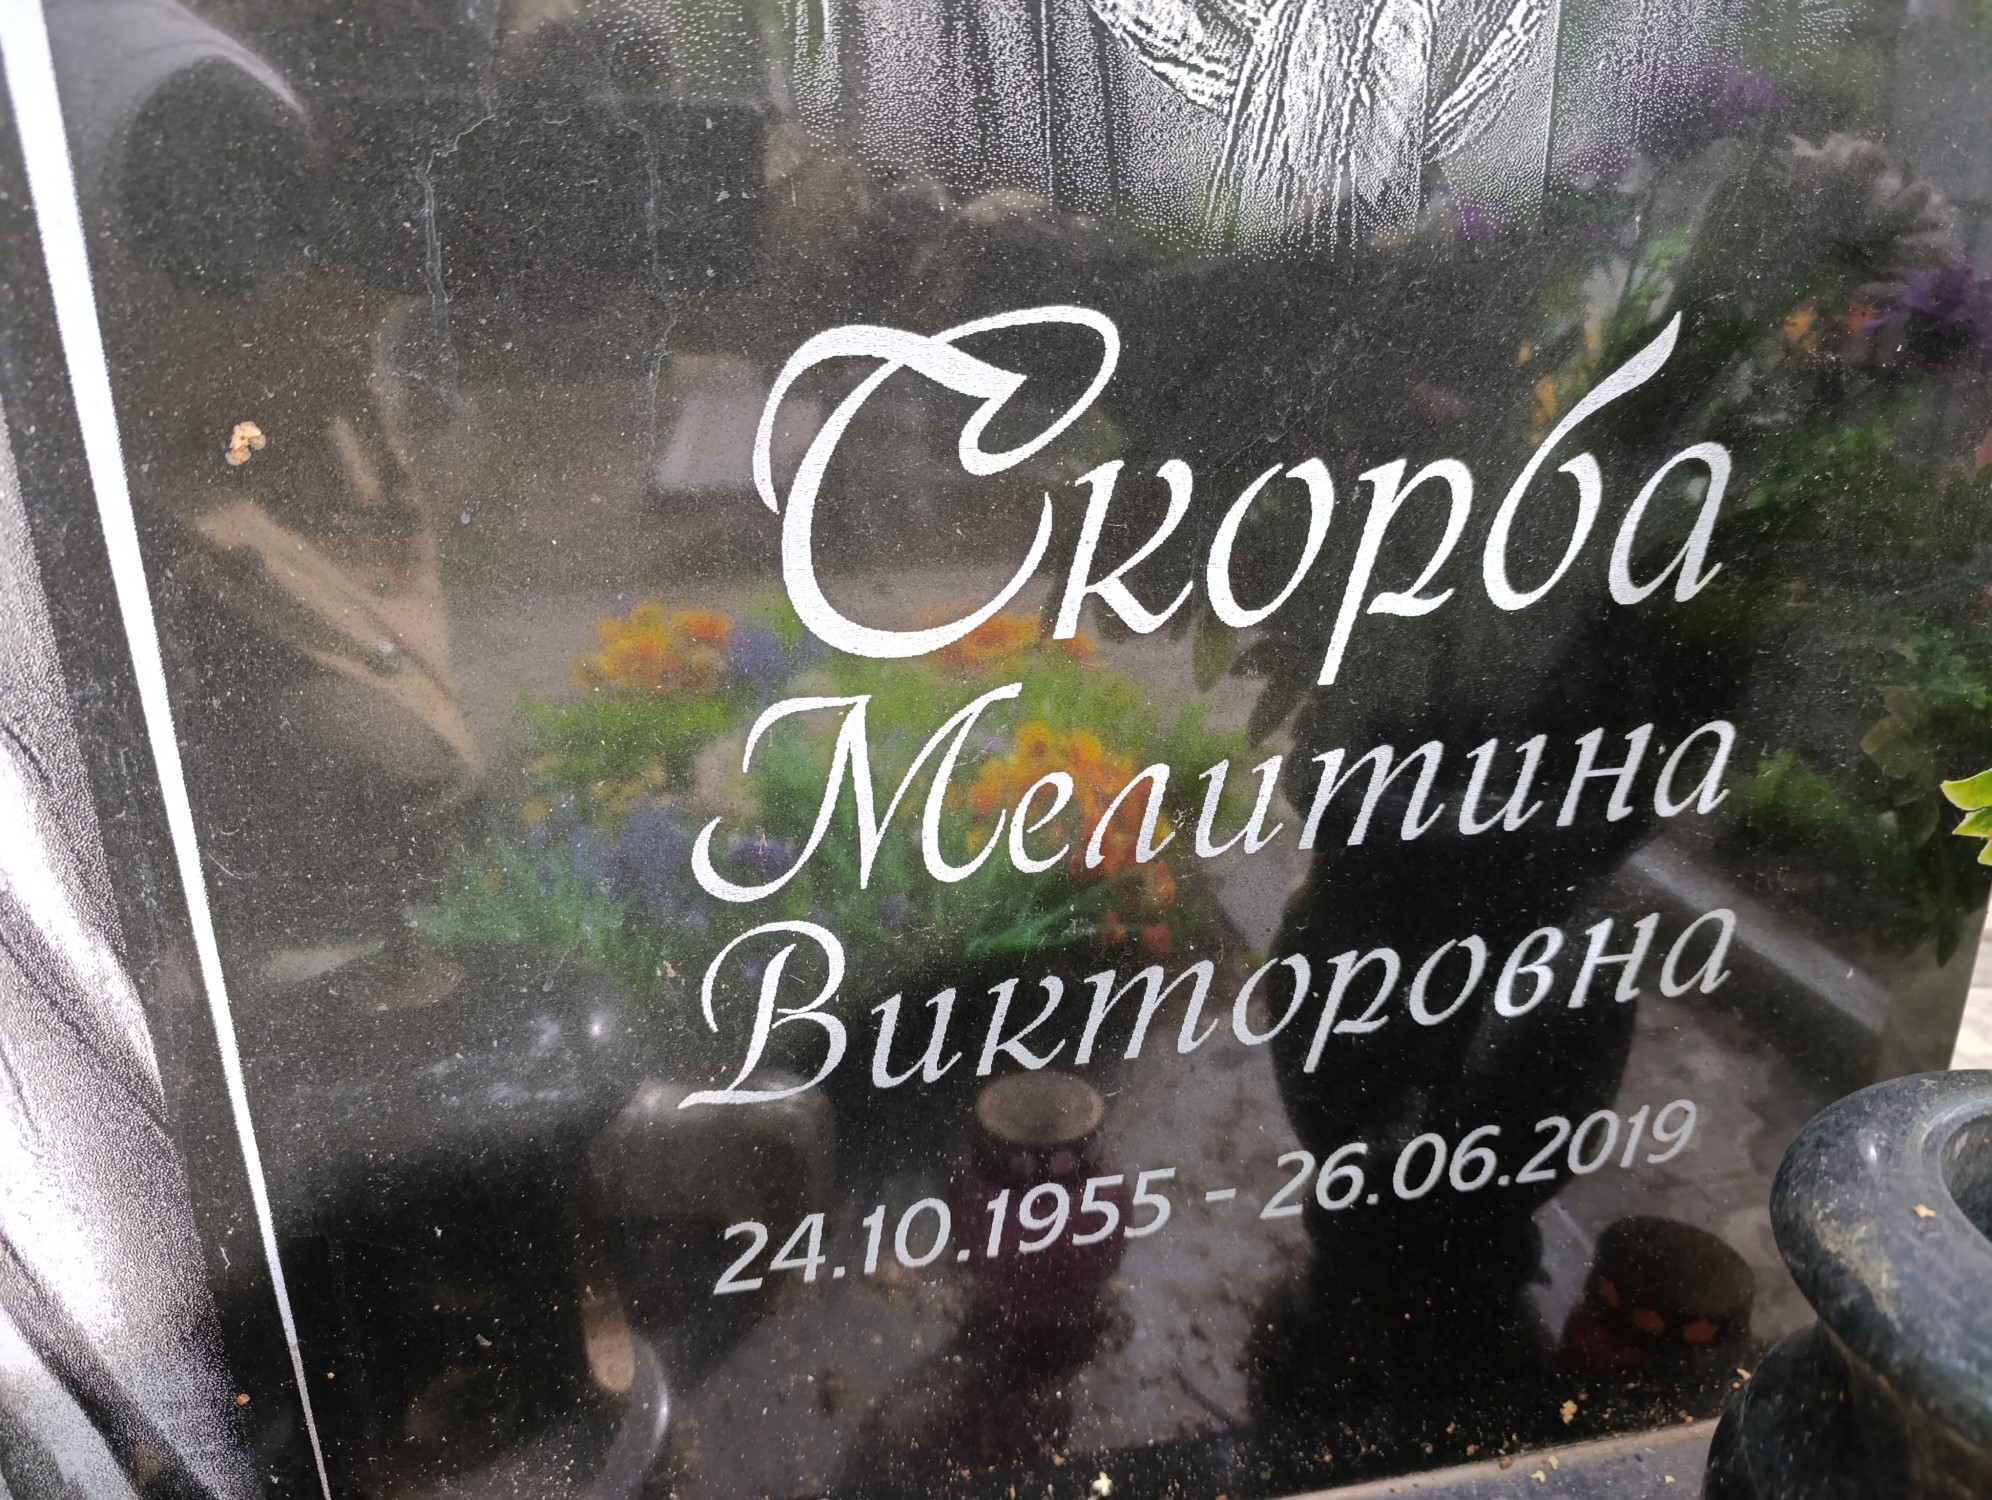 Скорба
Мелитина
Викторовна
24.10.1955 - 26.06.2019